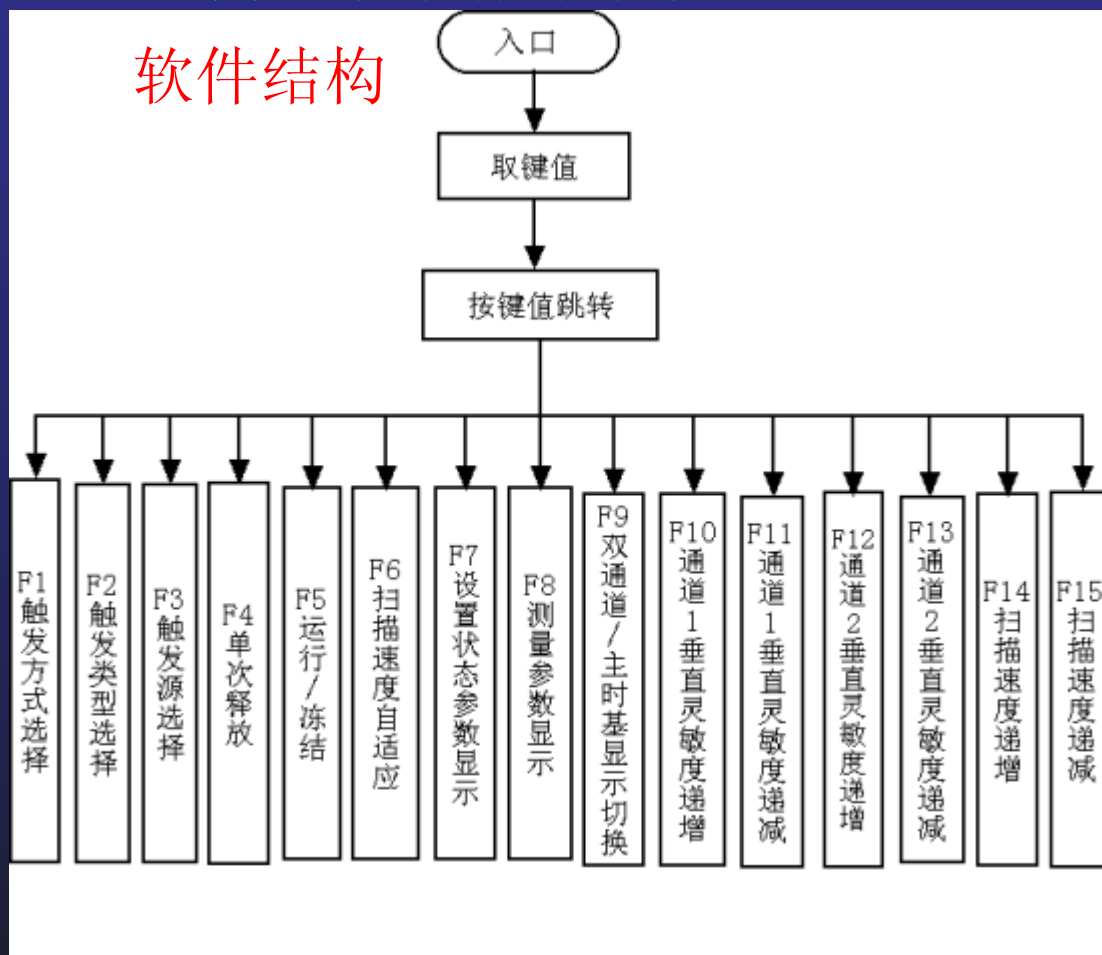 软件结构
入口
取键值
按键值跳转
F1触发方式选择
F2触发类型选择
F3触发源选择
F4单次释放
F5运行/冻结
F6扫描速度自适应
F7设置状态参数显示
F8测量参数显示
F9双通道/主时基显示切换
F10通道1垂直灵敏度递增
F11通道1垂直灵敏度递减
F12通道2垂直灵敏度递增
F13通道2垂直灵敏度递减
F14扫描速度递增
F15扫描速度递减